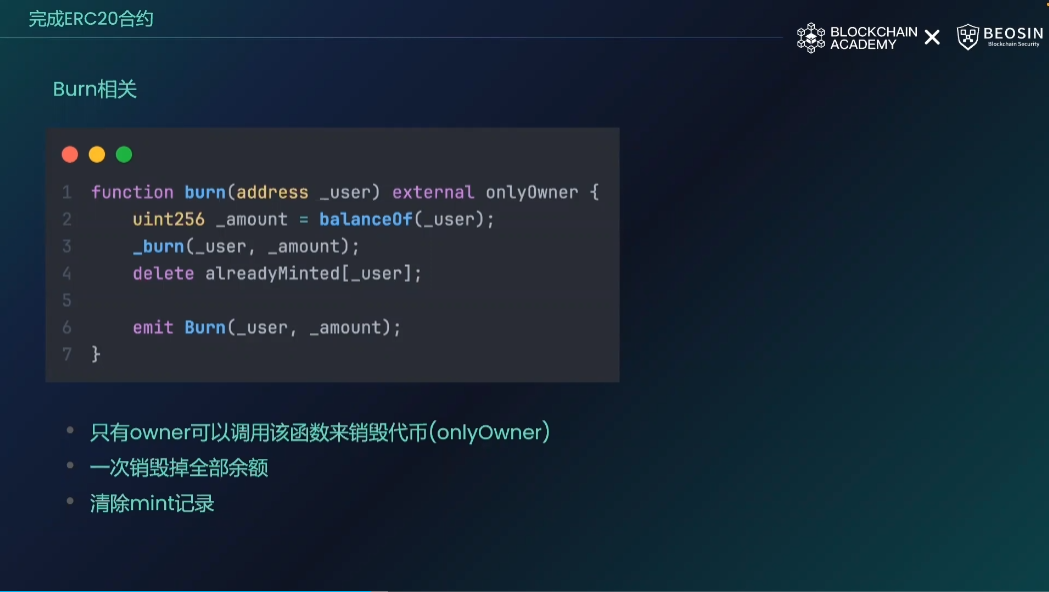 完成ERC20合约
BLOCKCHAIN
ACADEMY
BEOSIN
Blockchain Security
Burn相关
1 function burn(address _user) external onlyOwner {
2     uint256 _amount = balanceOf(_user);
3     _burn(_user, _amount);
4     delete alreadyMinted[_user];
5
6     emit Burn(_user, _amount);
7 }
• 只有owner可以调用该函数来销毁代币(onlyOwner)
• 一次销毁掉全部余额
• 清除mint记录